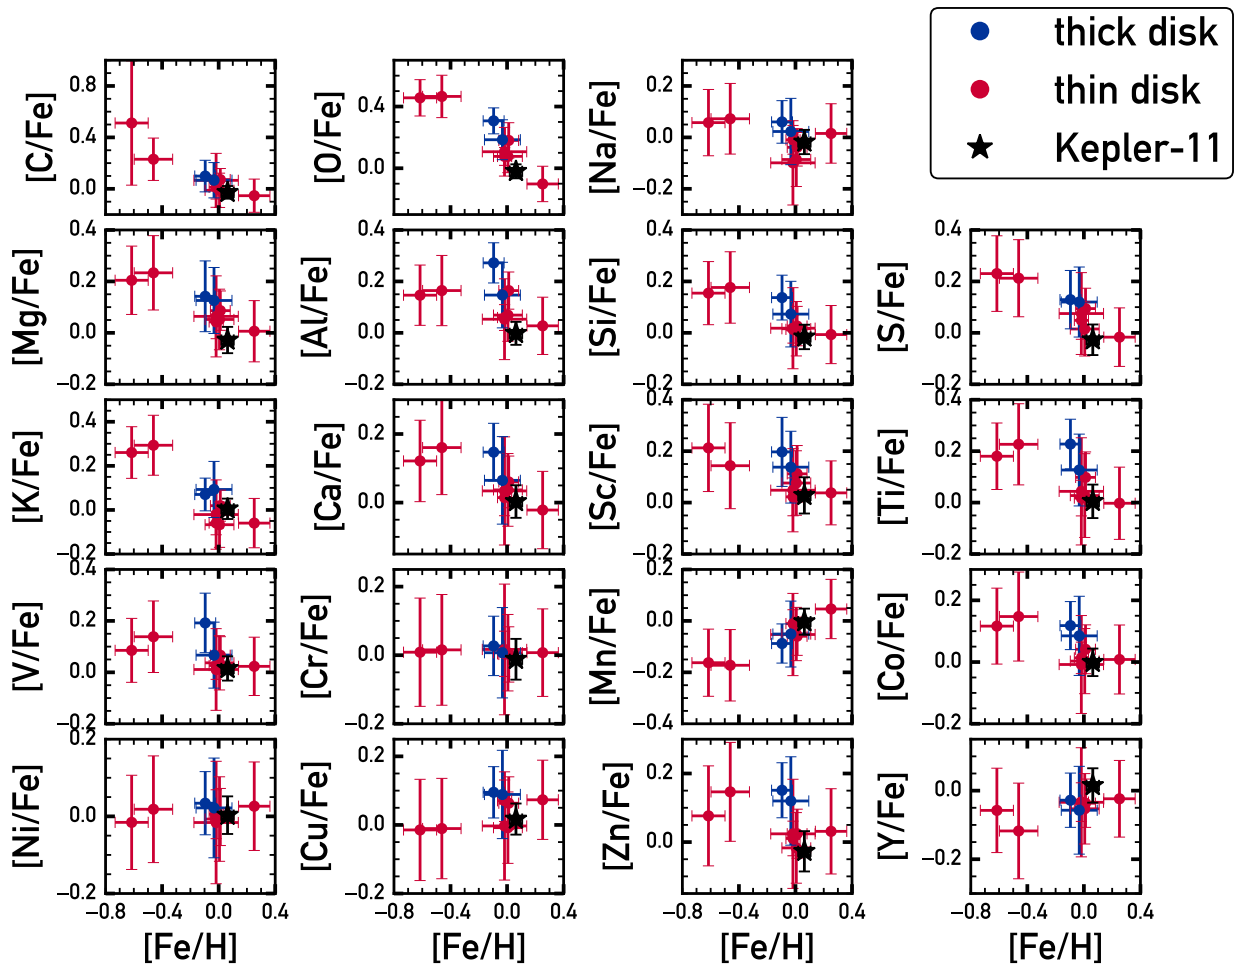 thick disk
thin disk
Kepler-11
[C/Fe]
0.8
0.4
0.0
[O/Fe]
0.4
0.0
[Na/Fe]
0.2
0.0
−0.2
[Mg/Fe]
0.4
0.2
0.0
−0.2
[Al/Fe]
0.4
0.2
0.0
−0.2
[Si/Fe]
0.4
0.2
0.0
−0.2
[S/Fe]
0.4
0.2
0.0
−0.2
[K/Fe]
0.4
0.2
0.0
−0.2
[Ca/Fe]
0.2
0.0
[Sc/Fe]
0.4
0.2
0.0
−0.2
[Ti/Fe]
0.4
0.2
0.0
−0.2
[V/Fe]
0.4
0.2
0.0
−0.2
[Cr/Fe]
0.2
0.0
−0.2
[Mn/Fe]
0.2
0.0
−0.2
−0.4
[Co/Fe]
0.2
0.0
−0.2
[Ni/Fe]
0.2
0.0
−0.2
[Cu/Fe]
0.2
0.0
−0.2
[Zn/Fe]
0.2
0.0
[Y/Fe]
0.0
−0.2
−0.8 −0.4 0.0 0.4
−0.8 −0.4 0.0 0.4
−0.8 −0.4 0.0 0.4
−0.8 −0.4 0.0 0.4
[Fe/H]
[Fe/H]
[Fe/H]
[Fe/H]